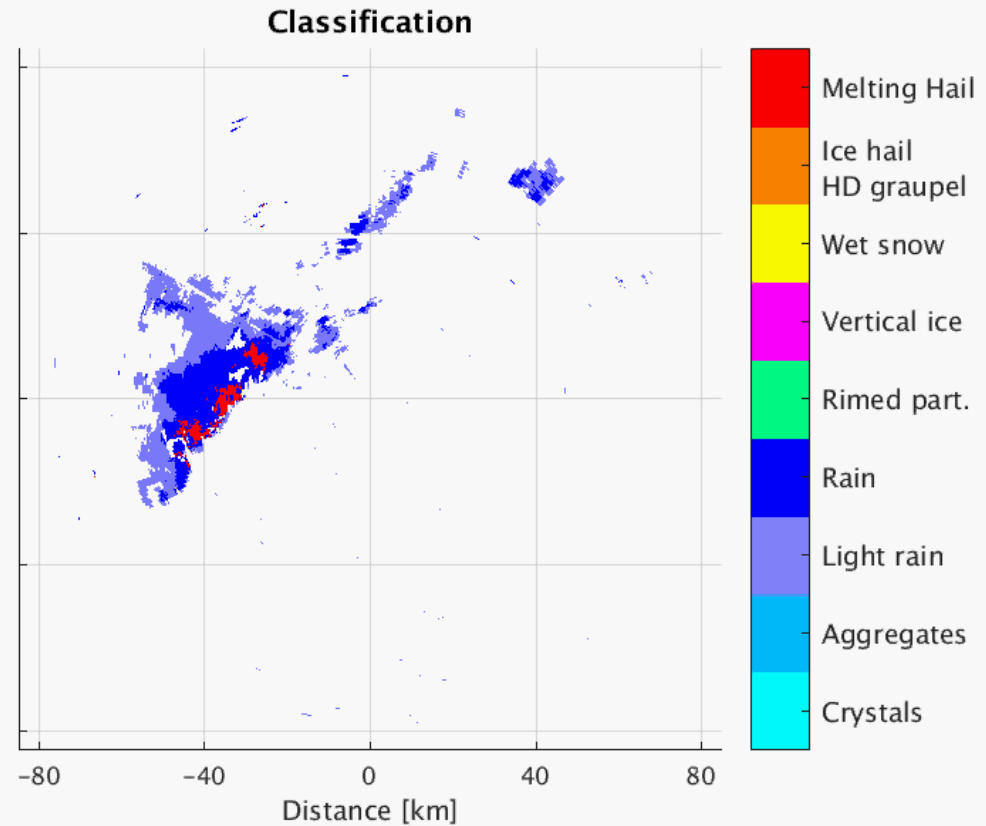 Classification
Melting Hail
Ice hail
HD graupel
Wet snow
Vertical ice
Rimed part.
Rain
Light rain
Aggregates
Crystals
−80
−40
0
40
80
Distance [km]